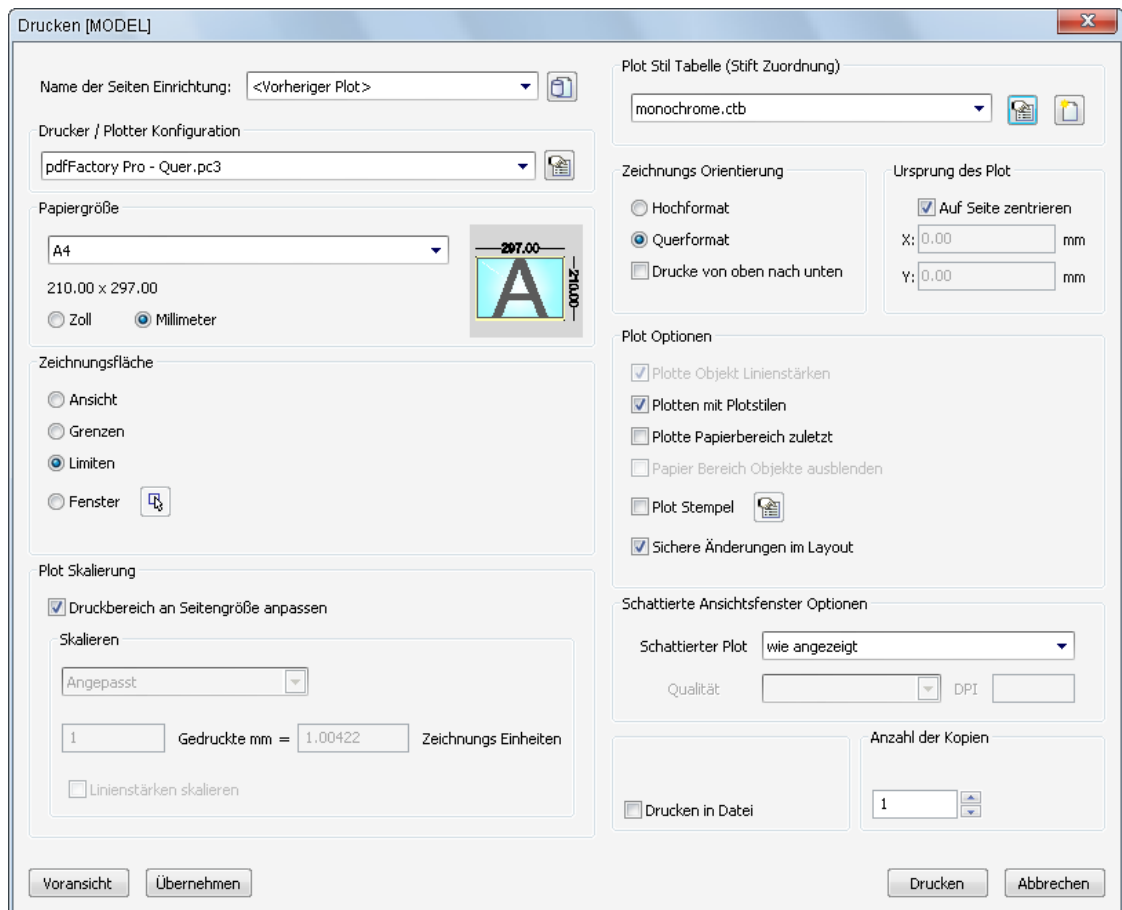 Drucken [MODEL]
Name der Seiten Einrichtung: <Vorheriger Plot>
Drucker / Plotter Konfiguration
pdfFactory Pro - Quer.pc3
Papiergröße
A4
210.00 x 297.00
Zoll Millimeter
297.00
210.00
A
Zeichnungsfläche
Ansicht
Grenzen
Limiten
Fenster
Plot Skalierung
Druckbereich an Seitengröße anpassen
Skalieren
Angepasst
1 Gedruckte mm = 1.00422 Zeichnungs Einheiten
Linienstärken skalieren
Plot Stil Tabelle (Stift Zuordnung)
monochrome.ctb
Zeichnungs Orientierung
Hochformat
Querformat
Drucke von oben nach unten
Ursprung des Plot
Auf Seite zentrieren
X: 0.00 mm
Y: 0.00 mm
Plot Optionen
Plotte Objekt Linienstärken
Plotten mit Plotstilen
Plotte Papierbereich zuletzt
Papier Bereich Objekte ausblenden
Plot Stempel
Sichere Änderungen im Layout
Schattierte Ansichtsfenster Optionen
Schattierter Plot wie angezeigt
Qualität DPI
Drucken in Datei
Anzahl der Kopien
1
Voransicht Übernehmen Drucken Abbrechen